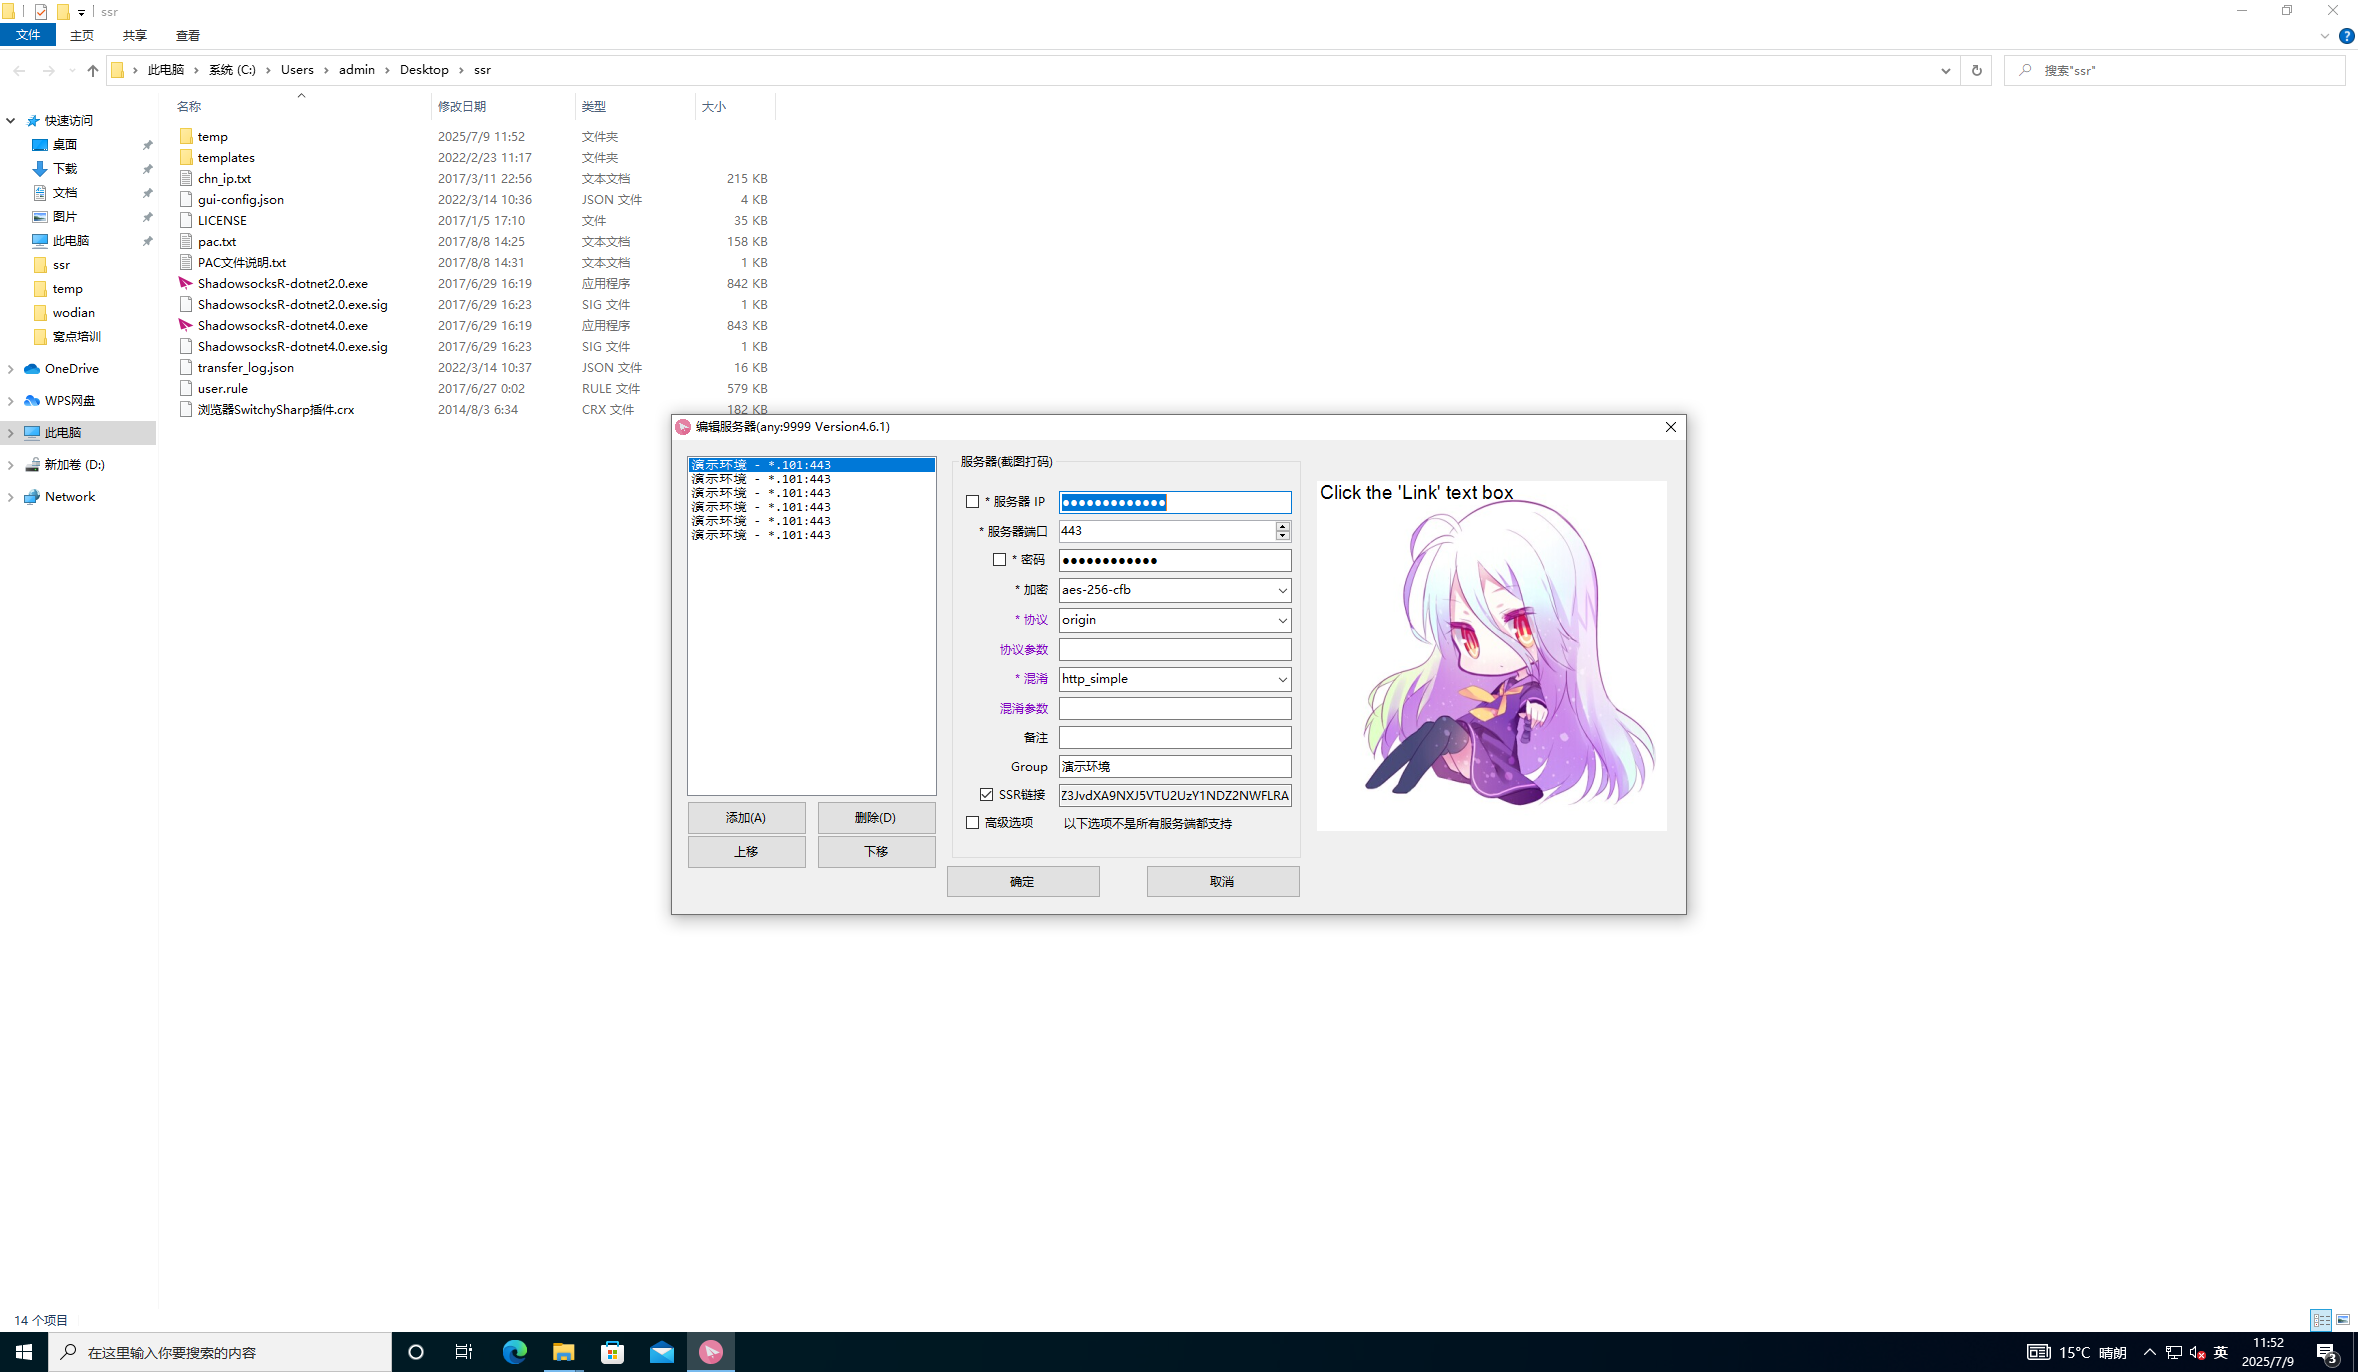 ssr
文件 主页 共享 查看
此电脑 系统 (C:) Users admin Desktop ssr 搜索"ssr"
名称 修改日期 类型 大小
快速访问
桌面
下载
文档
图片
此电脑
ssr
temp
wodian
窝点培训
OneDrive
WPS网盘
此电脑
新加卷 (D:)
Network
temp 2025/7/9 11:52 文件夹
templates 2022/2/23 11:17 文件夹
chn_ip.txt 2017/3/11 22:56 文本文档 215 KB
gui-config.json 2022/3/14 10:36 JSON 文件 4 KB
LICENSE 2017/1/5 17:10 文件 35 KB
pac.txt 2017/8/8 14:25 文本文档 158 KB
PAC文件说明.txt 2017/8/8 14:31 文本文档 1 KB
ShadowsocksR-dotnet2.0.exe 2017/6/29 16:19 应用程序 842 KB
ShadowsocksR-dotnet2.0.exe.sig 2017/6/29 16:23 SIG 文件 1 KB
ShadowsocksR-dotnet4.0.exe 2017/6/29 16:19 应用程序 843 KB
ShadowsocksR-dotnet4.0.exe.sig 2017/6/29 16:23 SIG 文件 1 KB
transfer_log.json 2022/3/14 10:37 JSON 文件 16 KB
user.rule 2017/6/27 0:02 RULE 文件 579 KB
浏览器SwitchySharp插件.crx 2014/8/3 6:34 CRX 文件 182 KB
编辑服务器(any:9999 Version4.6.1)
演示环境 - *.101:443
演示环境 - *.101:443
演示环境 - *.101:443
演示环境 - *.101:443
演示环境 - *.101:443
演示环境 - *.101:443
添加(A) 删除(D)
上移 下移
服务器(截图打码)
* 服务器 IP ●●●●●●●●●●●●●
* 服务器端口 443
* 密码 ●●●●●●●●●●●●
* 加密 aes-256-cfb
* 协议 origin
协议参数
* 混淆 http_simple
混淆参数
备注
Group 演示环境
SSR链接 Z3JvdXA9NXJ5VTU2UzY1NDZ2NWFLRA
高级选项 以下选项不是所有服务端都支持
确定 取消
Click the 'Link' text box
14 个项目
在这里输入你要搜索的内容
15°C 晴朗 英 11:52
2025/7/9 3